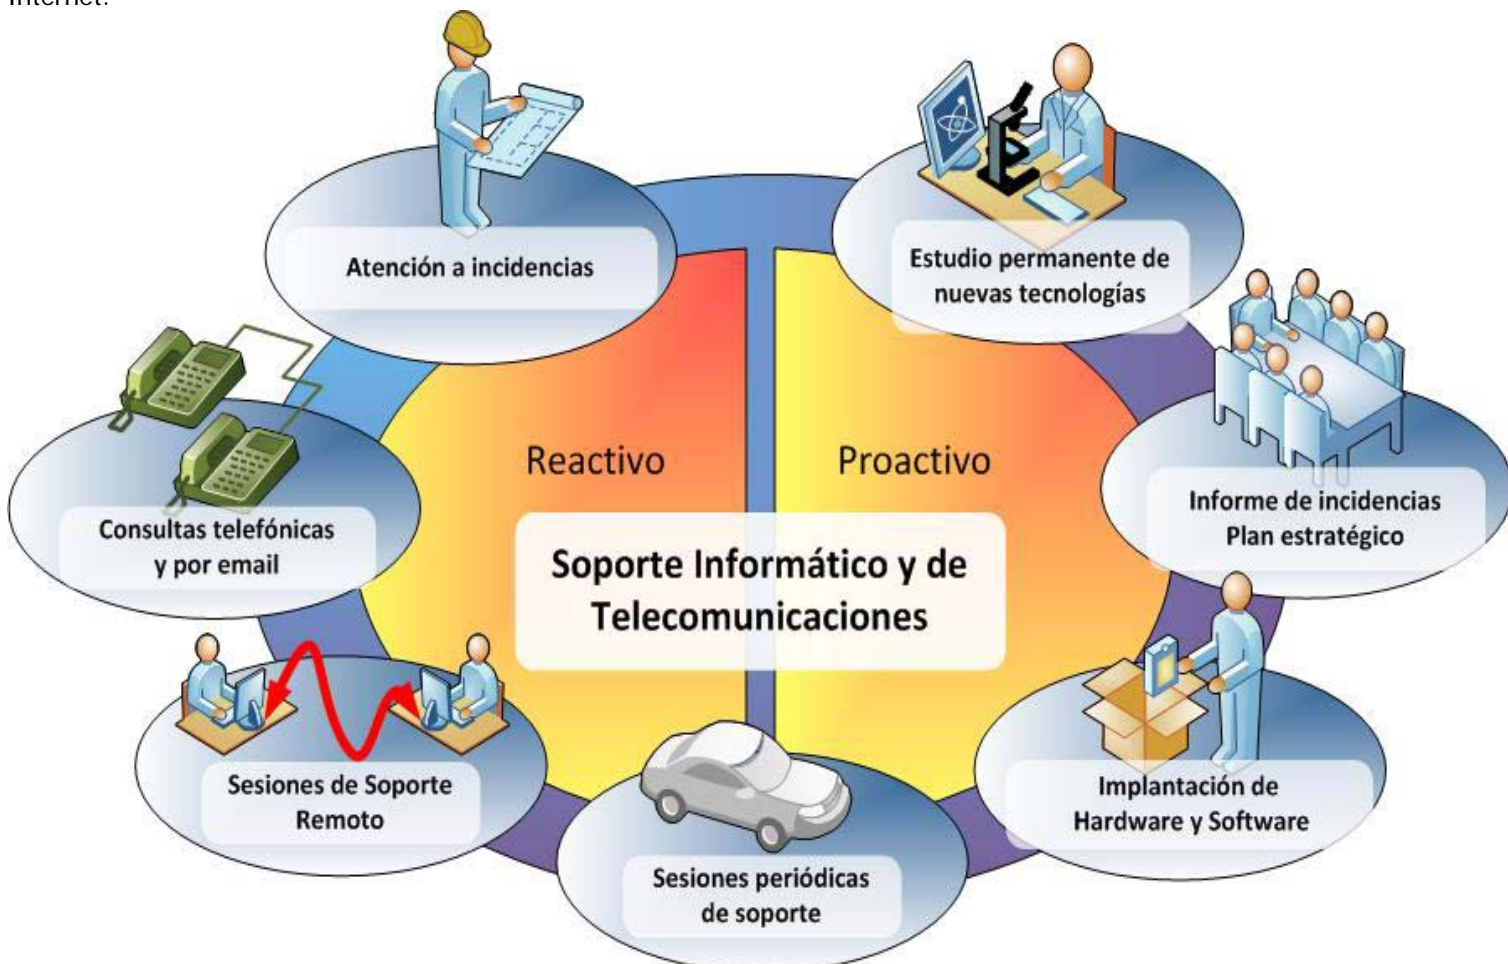 Internet.
Atención a incidencias
Estudio permanente de
nuevas tecnologías
Consultas telefónicas
y por email
Reactivo
Proactivo
Informe de incidencias
Plan estratégico
Soporte Informático y de
Telecomunicaciones
Sesiones de Soporte
Remoto
Implantación de
Hardware y Software
Sesiones periódicas
de soporte